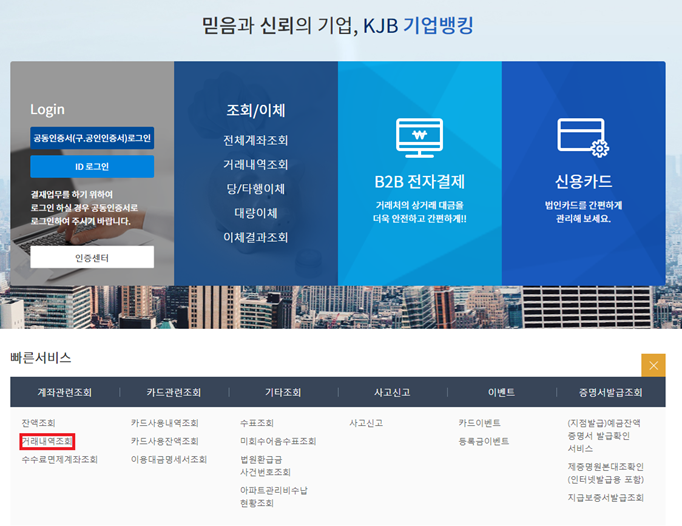 믿음과 신뢰의 기업, KJB 기업뱅킹
Login
공동인증서(구.공인인증서)로그인
ID 로그인
결재업무를 하기 위하여
로그인 하실 경우 공동인증서로
로그인하여 주시기 바랍니다.
인증센터
조회/이체
전체계좌조회
거래내역조회
당/타행이체
대량이체
이체결과조회
B2B 전자결제
거래처의 상거래 대금을
더욱 안전하고 간편하게!!
신용카드
법인카드를 간편하게
관리해 보세요.
빠른서비스
계좌관련조회
잔액조회
거래내역조회
수수료면제계좌조회
카드관련조회
카드사용내역조회
카드사용잔액조회
이용대금명세서조회
기타조회
수표조회
미회수어음수표조회
법원환급금
사건번호조회
아파트관리비수납
현황조회
사고신고
사고신고
이벤트
카드이벤트
등록금이벤트
증명서발급조회
(지점발급)예금잔액
증명서 발급확인
서비스
제증명원본대조확인
(인터넷발급용 포함)
지급보증서발급조회